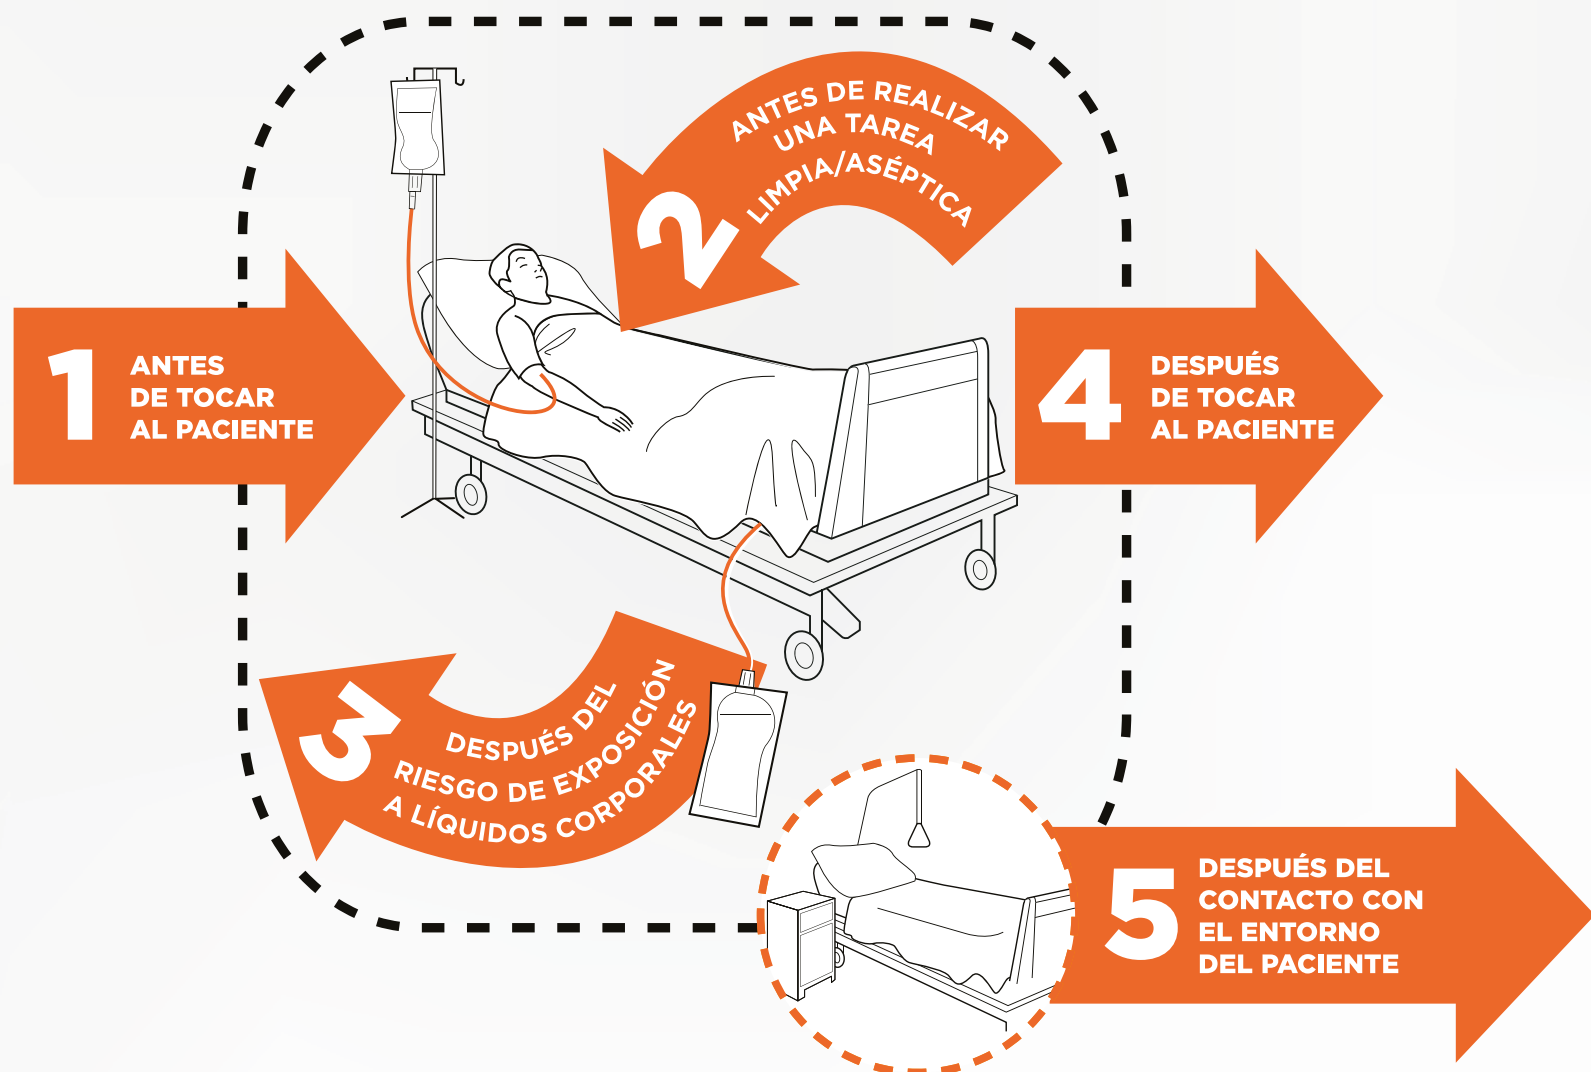 1
ANTES
DE TOCAR
AL PACIENTE
2
ANTES DE REALIZAR
UNA TAREA
LIMPIA/ASÉPTICA
3
DESPUÉS DEL
RIESGO DE EXPOSICIÓN
A LÍQUIDOS CORPORALES
4
DESPUÉS
DE TOCAR
AL PACIENTE
5
DESPUÉS DEL
CONTACTO CON
EL ENTORNO
DEL PACIENTE